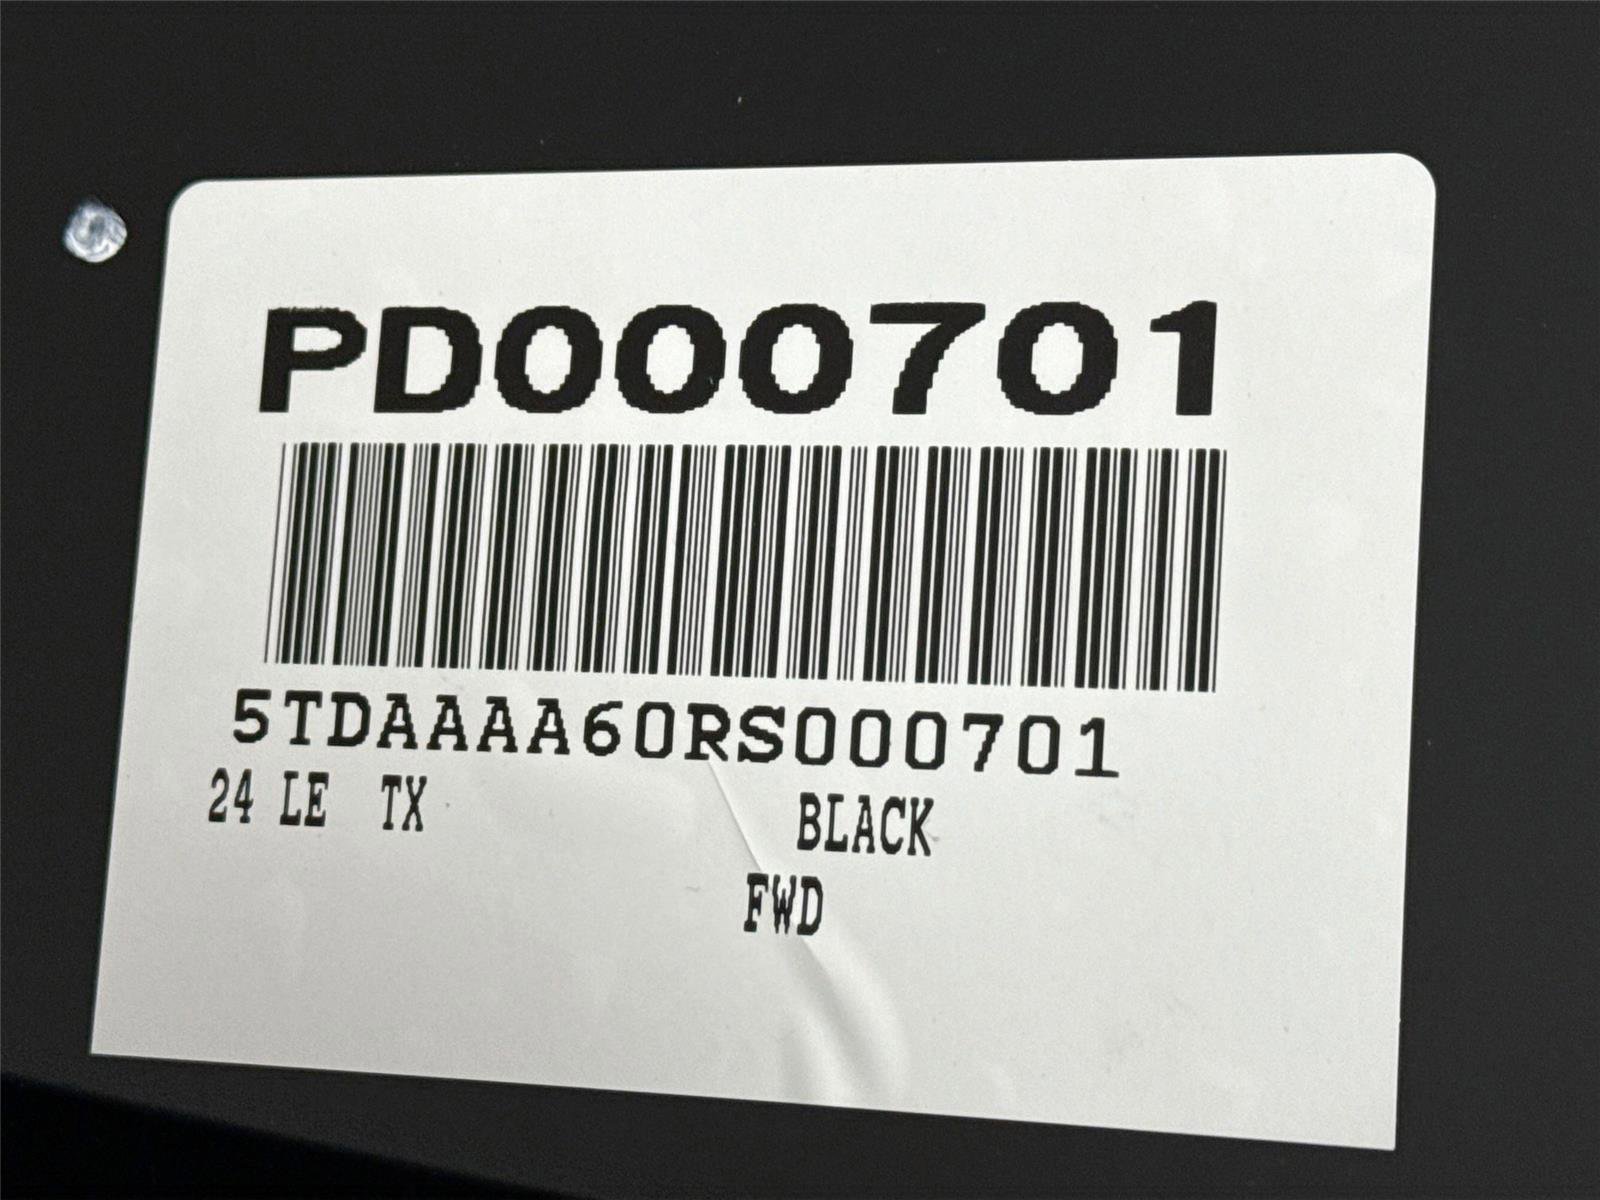 PD000701
5TDAAAA60RS000701
24 LE TX BLACK
FWD